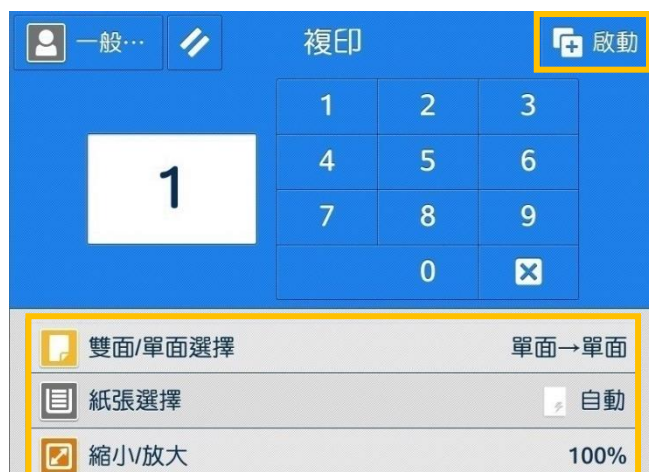 一般… 複印 啟動
1 2 3
1
4 5 6
7 8 9
0
雙面/單面選擇 單面→單面
紙張選擇 自動
縮小/放大 100%